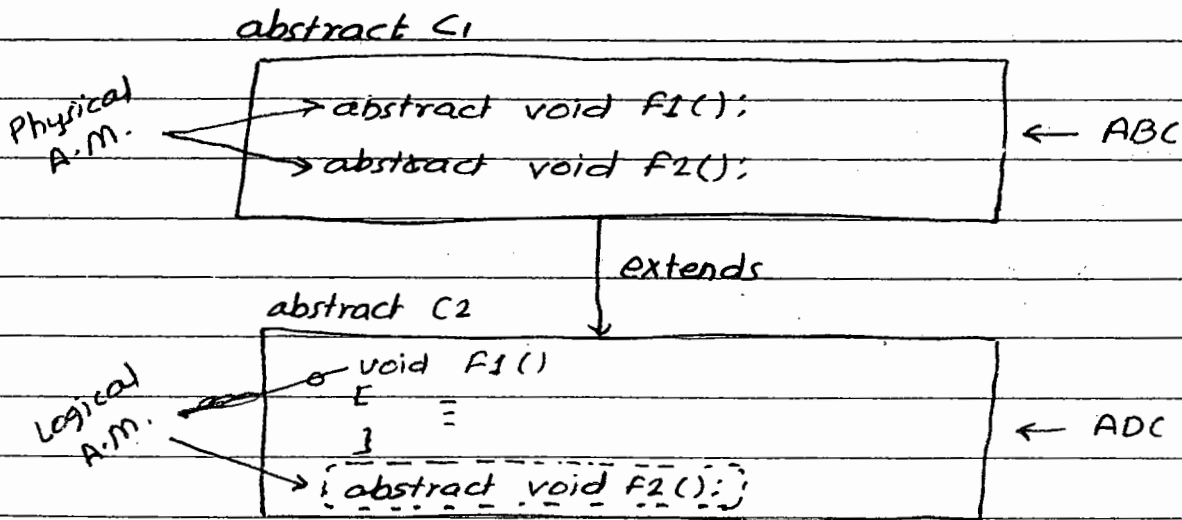 abstract C1
Physical A.M.
abstract void F1();
abstract void F2();
← ABC
extends
abstract C2
Logical A.M.
void F1()
[
]
abstract void F2();
← ADC